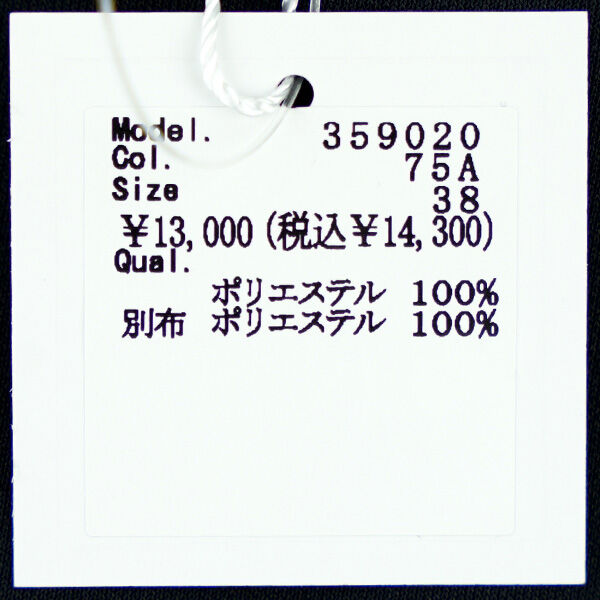 Model. 359020
Col. 75A
Size 38
¥13,000(税込¥14,300)
Qual.
ポリエステル 100%
別布 ポリエステル 100%